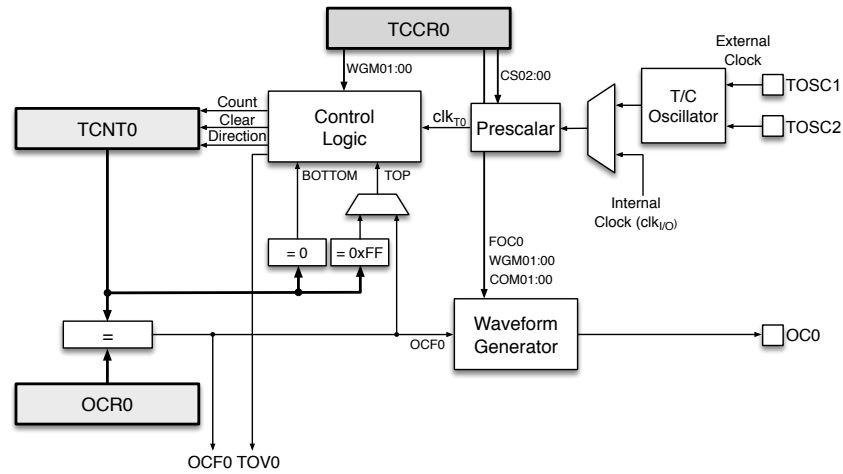 TCCR0
WGM01:00
CS02:00
External
Clock
TOSC1
TOSC2
T/C
Oscillator
Count
Clear
Direction
TCNT0
Control
Logic
clkT0
Prescalar
BOTTOM
TOP
Internal
Clock (clkI/O)
= 0
= 0xFF
FOC0
WGM01:00
COM01:00
=
OCF0
Waveform
Generator
OC0
OCR0
OCF0 TOV0